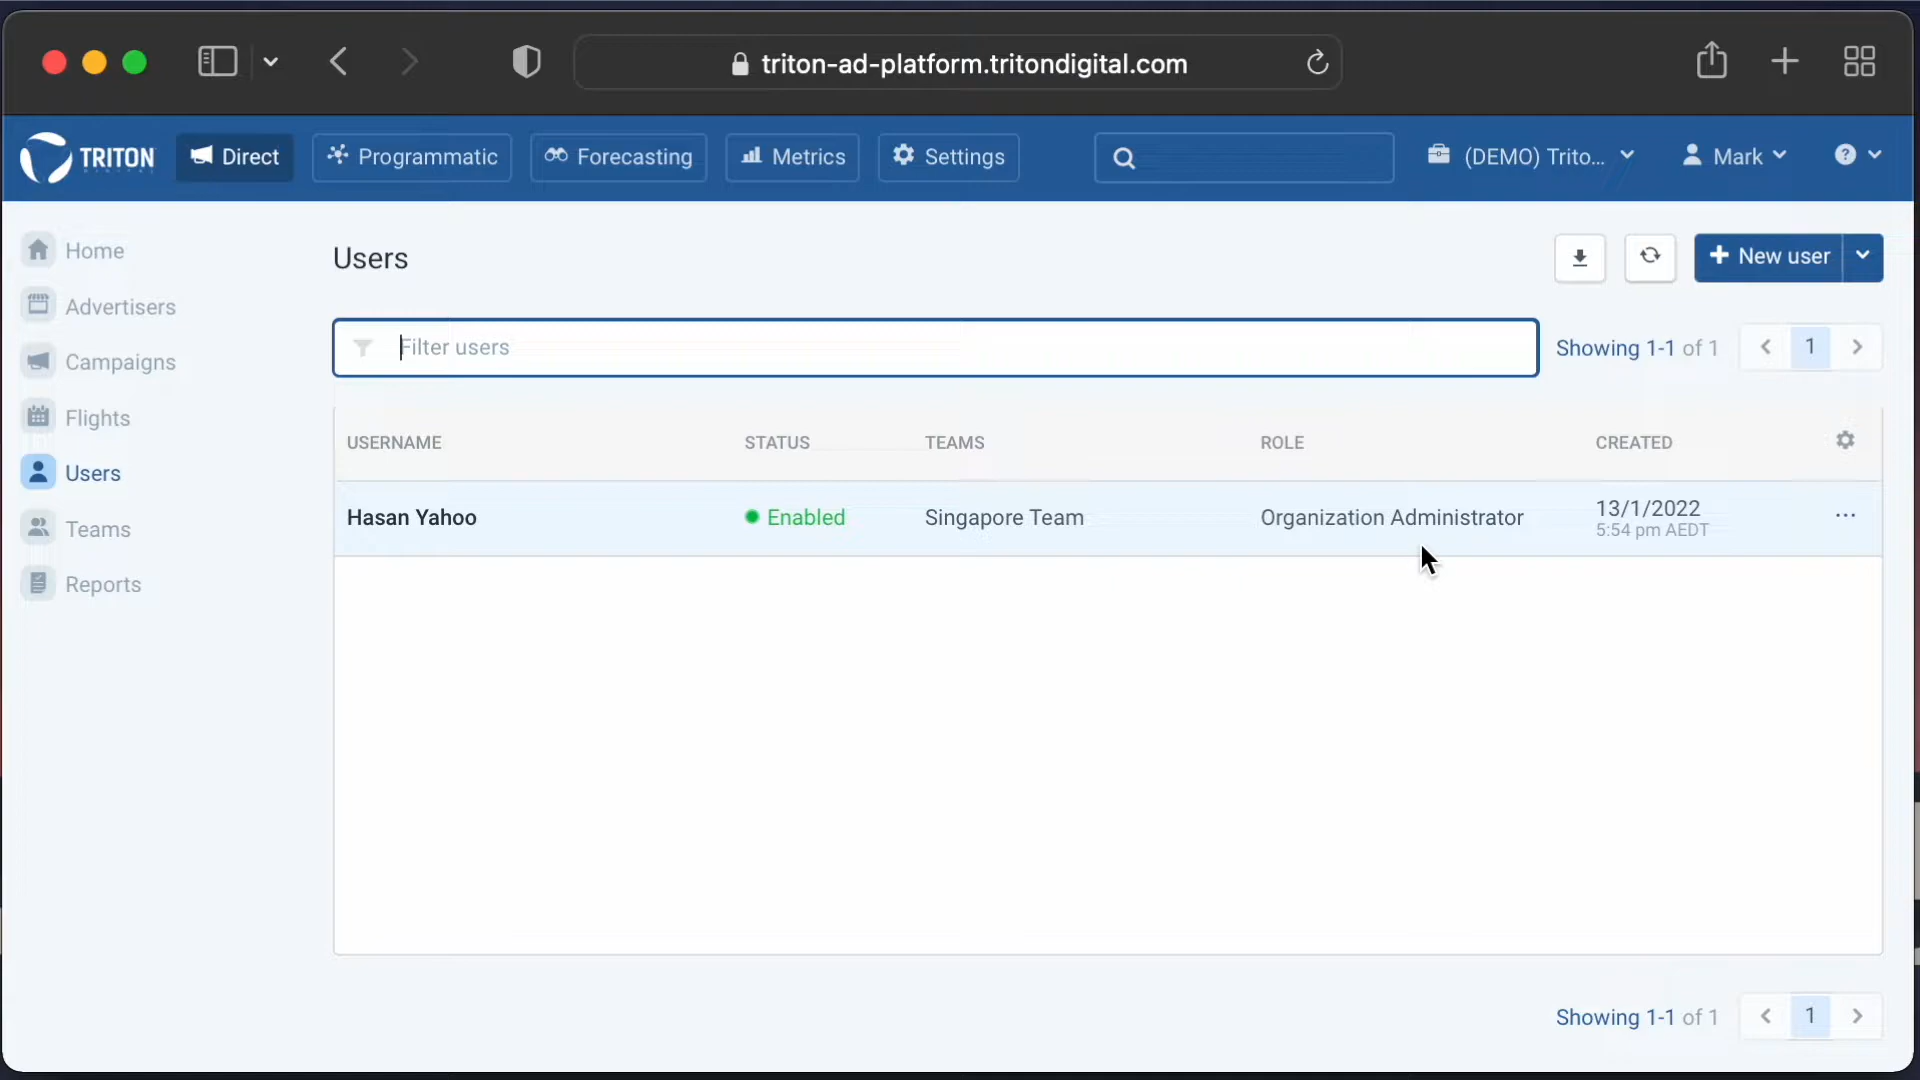 triton-ad-platform.tritondigital.com
TRITON
DIGITAL
Direct
Programmatic
Forecasting
Metrics
Settings
(DEMO) Trito...
Mark
?
Home
Advertisers
Campaigns
Flights
Users
Teams
Reports
Users
+ New user
Filter users
Showing 1-1 of 1
1
USERNAME STATUS TEAMS ROLE CREATED
Hasan Yahoo Enabled Singapore Team Organization Administrator 13/1/2022
5:54 pm AEDT
...
Showing 1-1 of 1
1